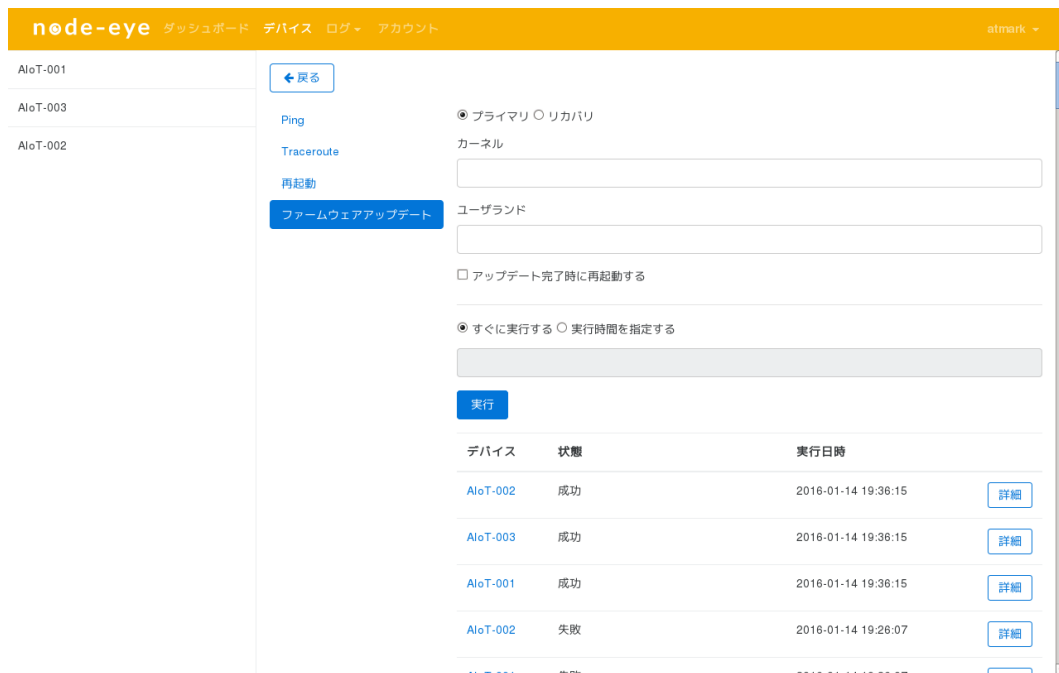 node-eye ダッシュボード デバイス ログ アカウント atmark
AIoT-001
AIoT-003
AIoT-002
戻る
Ping
Traceroute
再起動
ファームウェアアップデート
プライマリ リカバリ
カーネル
ユーザランド
アップデート完了時に再起動する
すぐに実行する 実行時間を指定する
実行
デバイス 状態 実行日時
AIoT-002 成功 2016-01-14 19:36:15 詳細
AIoT-003 成功 2016-01-14 19:36:15 詳細
AIoT-001 成功 2016-01-14 19:36:15 詳細
AIoT-002 失敗 2016-01-14 19:26:07 詳細